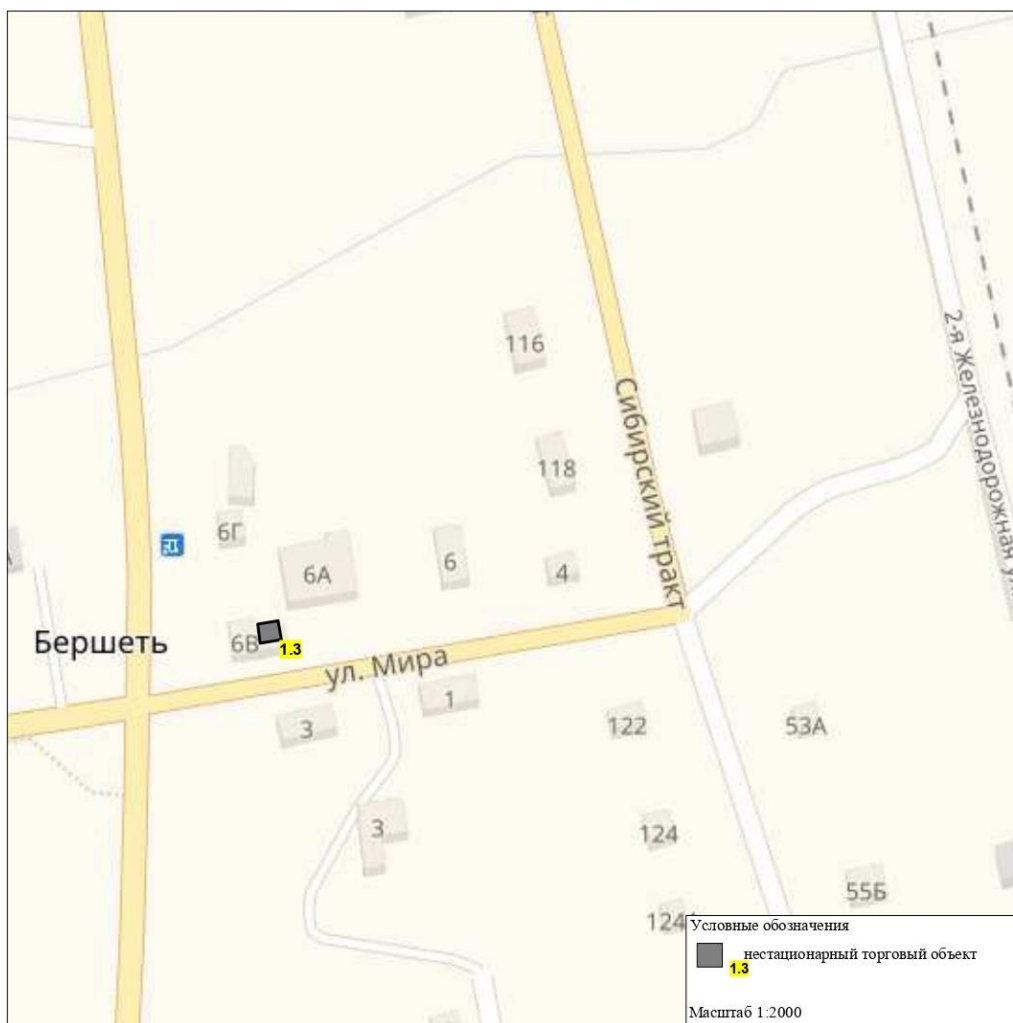 116
Сибирский тракт
2-я Железнодорожная ул.
118
6Г
6А
6
4
Бершеть
6В
1.3
ул. Мира
1
3
122
53А
3
124
55Б
124
Условные обозначения
нестационарный торговый объект
1.3
Масштаб 1:2000